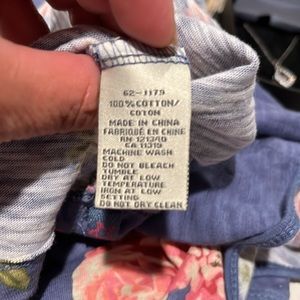 62-1179
100% COTTON/
COTON
MADE IN CHINA
FABRIQUÉ EN CHINE
RN 121340
CA 11319
MACHINE WASH
COLD
DO NOT BLEACH
TUMBLE
DRY AT LOW
TEMPERATURE
IRON AT LOW
SETTING
DO NOT DRY CLEAN